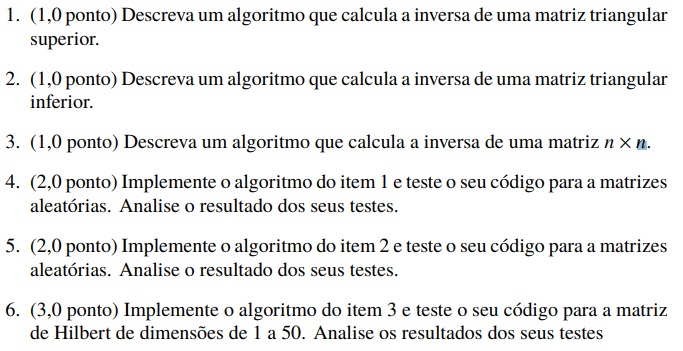 1. (1,0 ponto) Descreva um algoritmo que calcula a inversa de uma matriz triangular
superior.
2. (1,0 ponto) Descreva um algoritmo que calcula a inversa de uma matriz triangular
inferior.
3. (1,0 ponto) Descreva um algoritmo que calcula a inversa de uma matriz n × n.
4. (2,0 ponto) Implemente o algoritmo do item 1 e teste o seu código para a matrizes
aleatórias. Analise o resultado dos seus testes.
5. (2,0 ponto) Implemente o algoritmo do item 2 e teste o seu código para a matrizes
aleatórias. Analise o resultado dos seus testes.
6. (3,0 ponto) Implemente o algoritmo do item 3 e teste o seu código para a matriz
de Hilbert de dimensões de 1 a 50. Analise os resultados dos seus testes